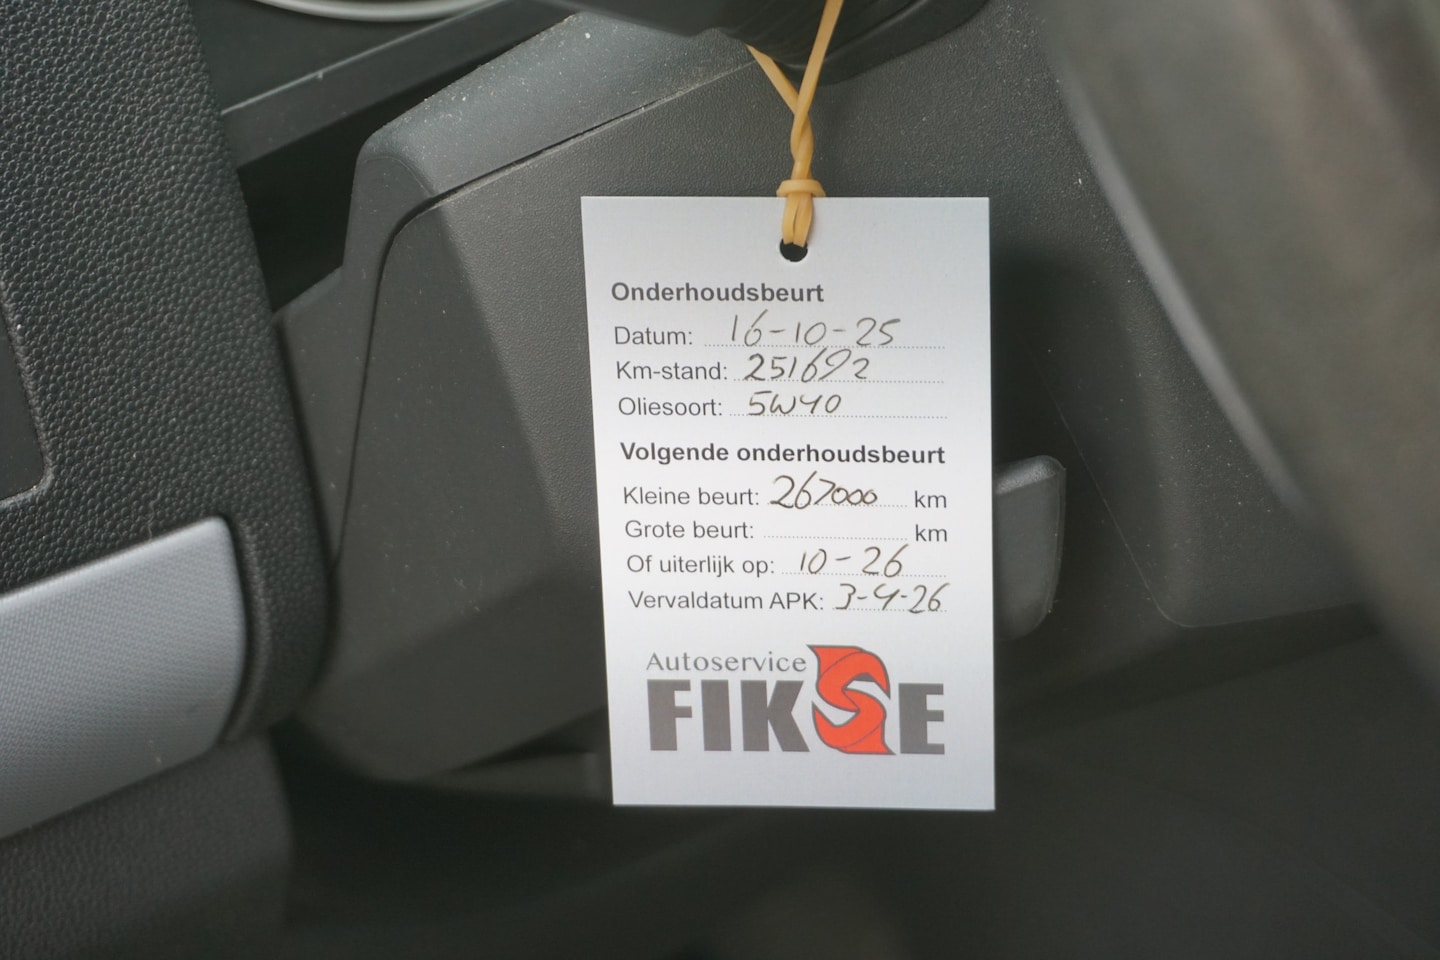 Onderhoudsbeurt
Datum: 16-10-25
Km-stand: 251692
Oliesoort: 5W40
Volgende onderhoudsbeurt
Kleine beurt: 267000 km
Grote beurt: km
Of uiterlijk op: 10-26
Vervaldatum APK: 3-4-26
Autoservice
FIKSE